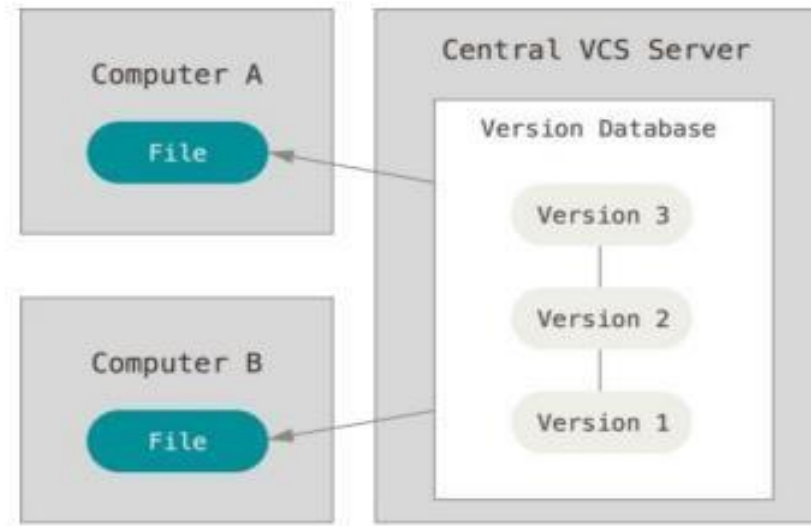 Computer A
File
Computer B
File
Central VCS Server
Version Database
Version 3
Version 2
Version 1